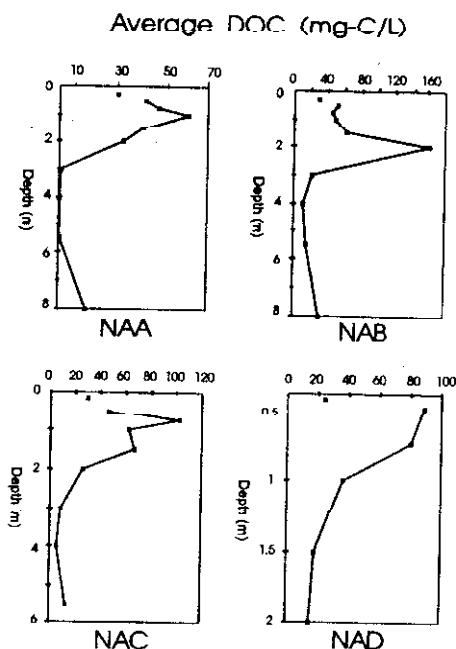 Average DOC (mg-C/L)
0 30 50 70
0 2 4 6 8
Depth (m)
NAA
0 40 80 120 160
0 2 4 6 8
Depth (m)
NAB
0 20 40 60 80 100 120
0 2 4 6
Depth (m)
NAC
0 20 40 60 80 100
0.5 1 1.5 2
Depth (m)
NAD